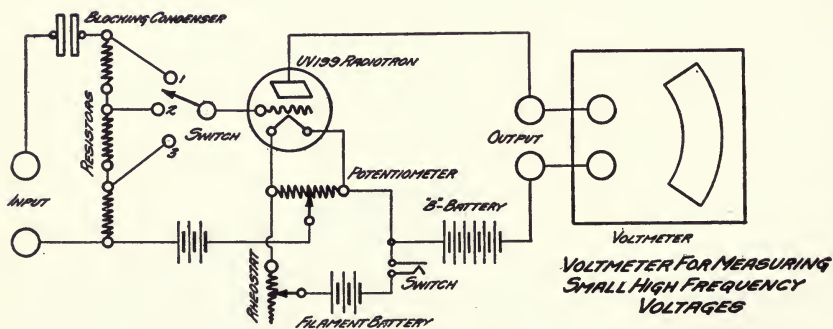 BLOCKING CONDENSER
UV199 RADIOTRON
1
2
3
SWITCH
RESISTORS
INPUT
OUTPUT
POTENTIOMETER
"B"-BATTERY
VOLTMETER
RHEOSTAT
SWITCH
FILAMENT BATTERY
VOLTMETER FOR MEASURING
SMALL HIGH FREQUENCY
VOLTAGES